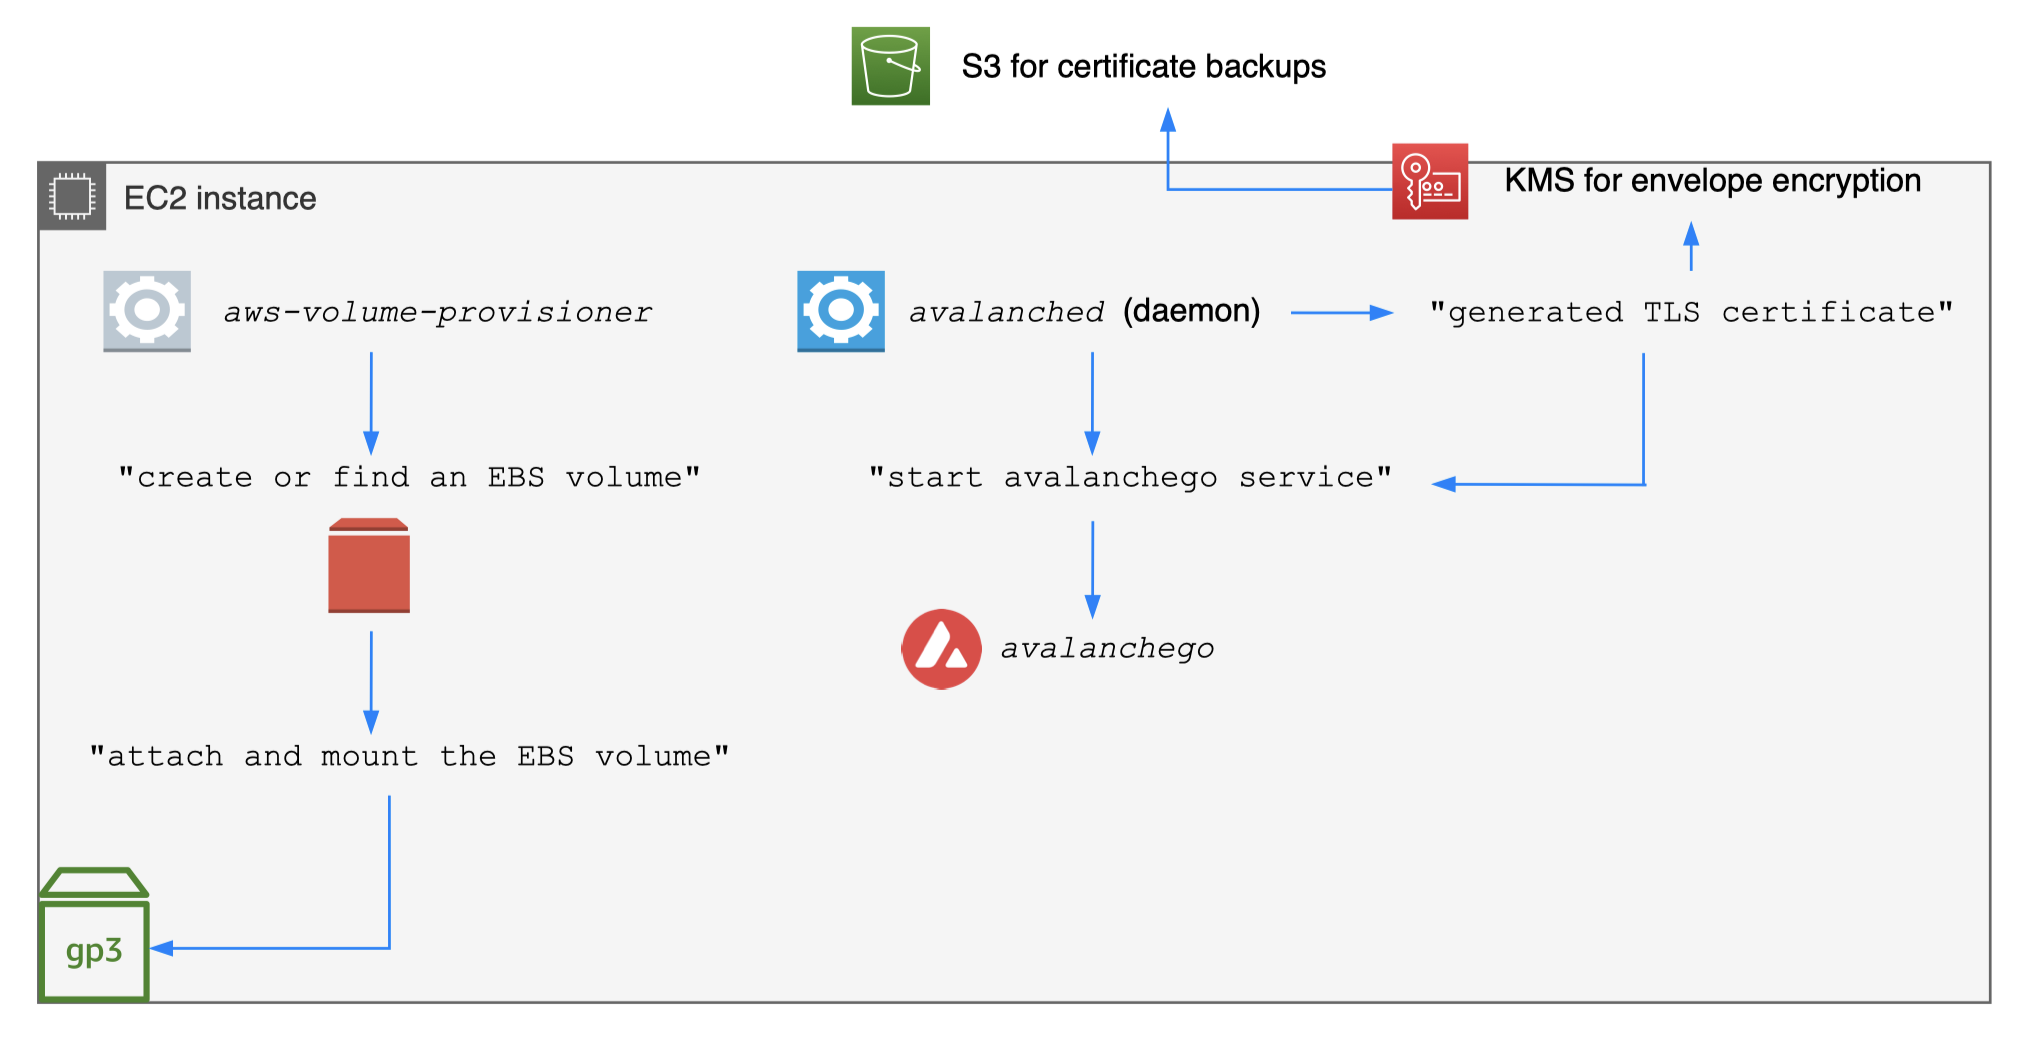 S3 for certificate backups
KMS for envelope encryption
EC2 instance
aws-volume-provisioner
avalanched (daemon)
"generated TLS certificate"
"create or find an EBS volume"
"start avalanchego service"
avalanchego
"attach and mount the EBS volume"
gp3